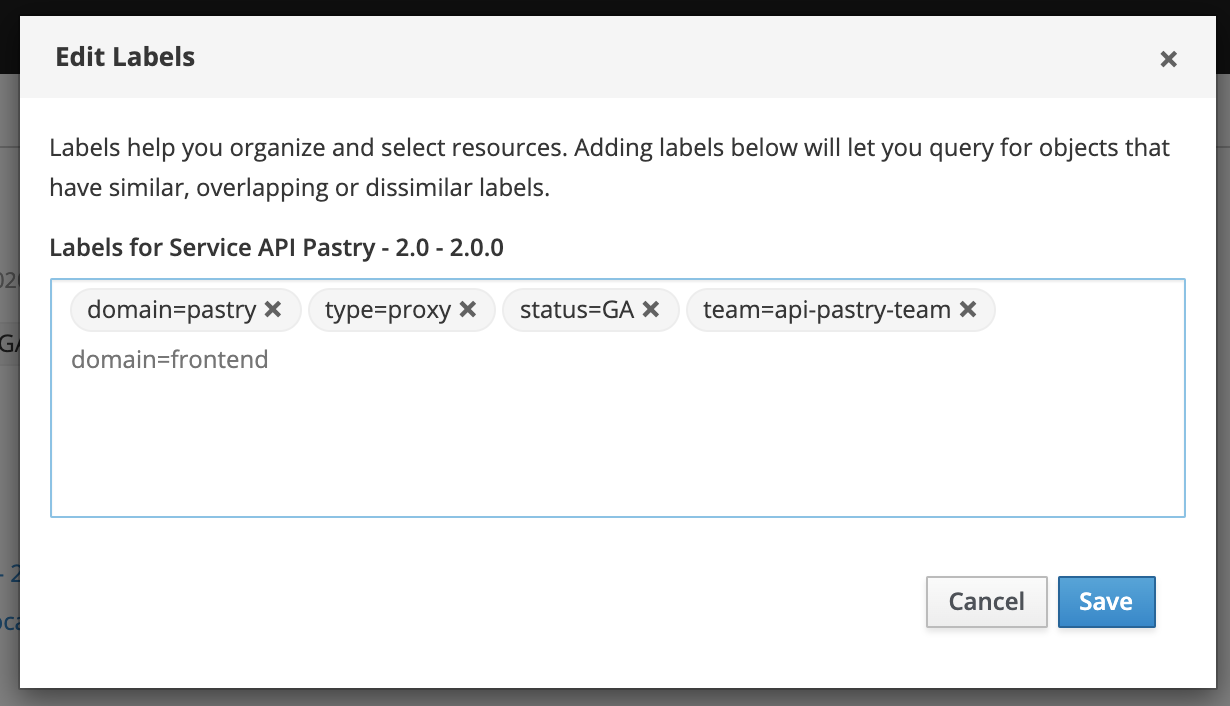 Edit Labels
Labels help you organize and select resources. Adding labels below will let you query for objects that
have similar, overlapping or dissimilar labels.
Labels for Service API Pastry - 2.0 - 2.0.0
domain=pastry type=proxy status=GA team=api-pastry-team
domain=frontend
Cancel Save